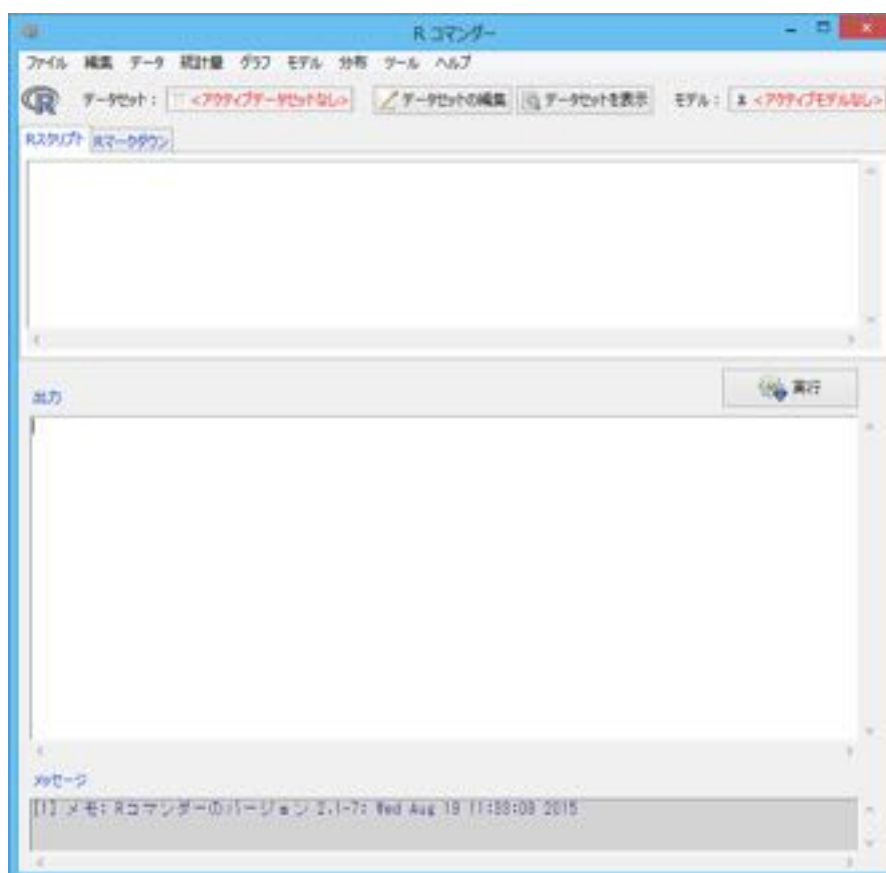 R コマンダー
ファイル 編集 データ 統計量 グラフ モデル 分布 ツール ヘルプ
データセット: <アクティブデータセットなし> データセットの編集 データセットを表示 モデル: Σ <アクティブモデルなし>
Rスクリプト Rマークダウン
実行
出力
メッセージ
[1] メモ: Rコマンダーのバージョン 2.1-7: Wed Aug 19 11:33:09 2015